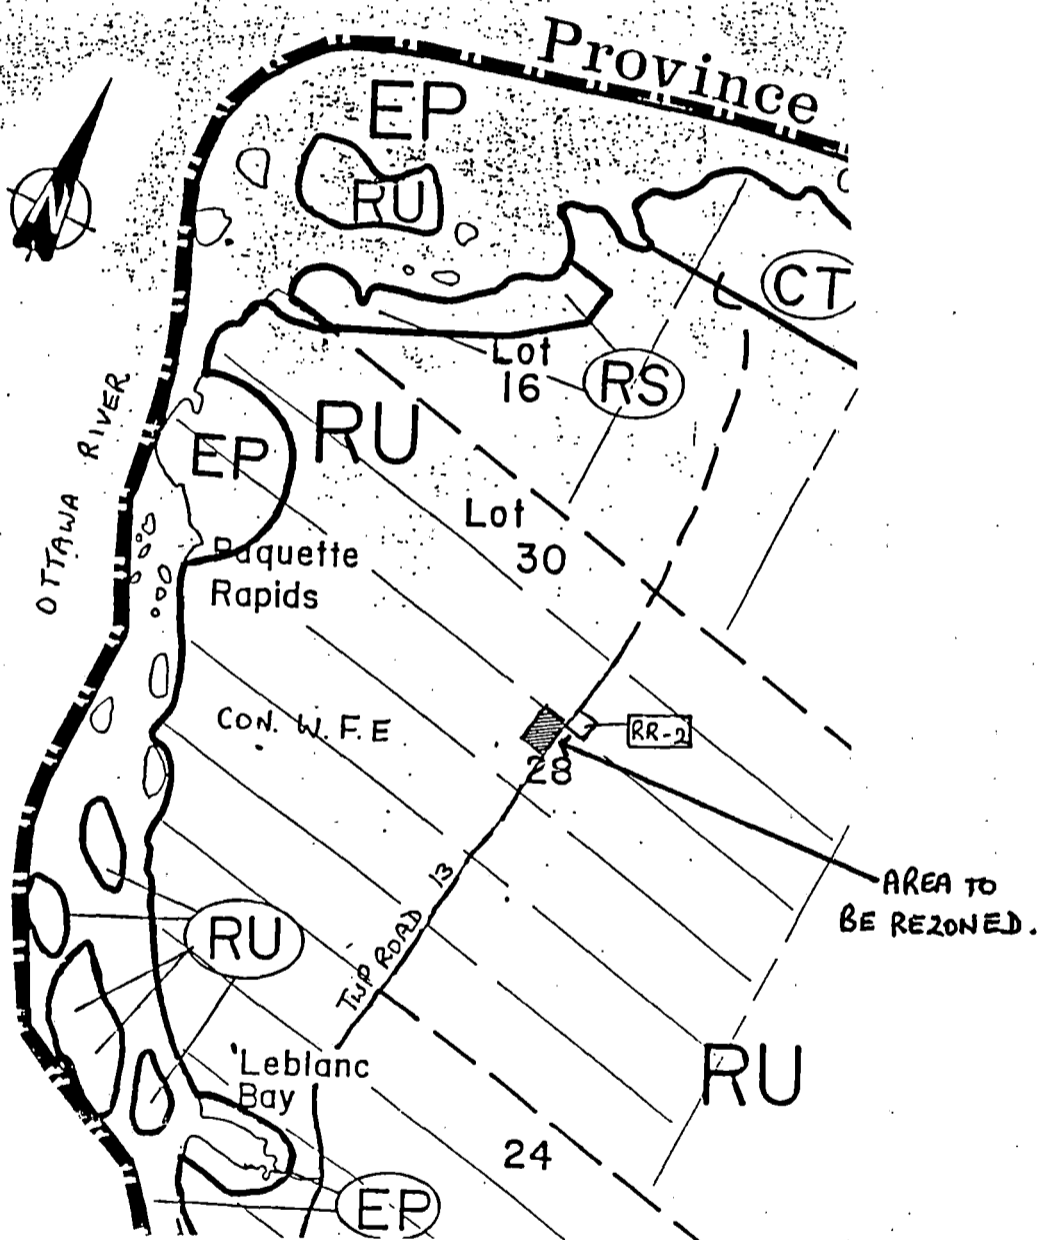 Province
EP
RU
N
CT
Lot
16
RS
RU
EP
OTTAWA RIVER
Lot
30
Paquette
Rapids
CON. W.F.E.
RR-2
28
AREA TO
BE REZONED.
TWP ROAD 13
RU
Leblanc
Bay
RU
24
EP